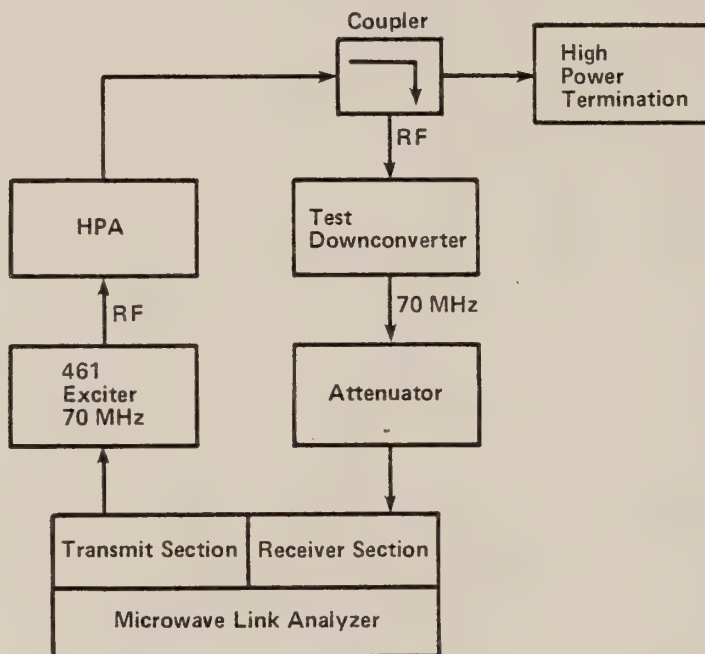 Coupler
High
Power
Termination
RF
HPA
Test
Downconverter
RF
70 MHz
461
Exciter
70 MHz
Attenuator
Transmit Section
Receiver Section
Microwave Link Analyzer